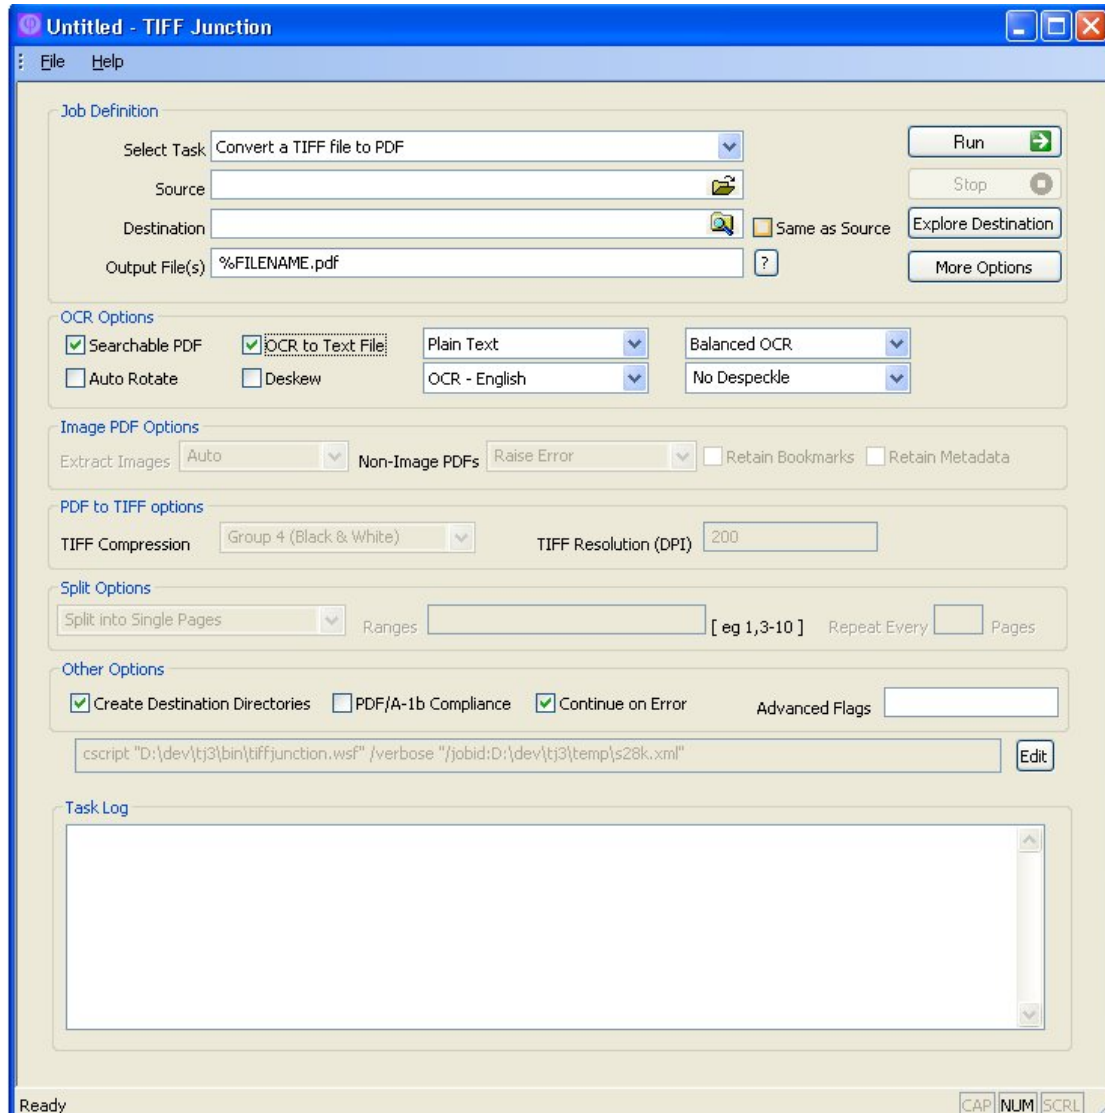 Untitled - TIFF Junction
File Help
Job Definition
Select Task Convert a TIFF file to PDF Run
Source Stop
Destination Same as Source Explore Destination
Output File(s) %FILENAME.pdf ? More Options
OCR Options
Searchable PDF OCR to Text File Plain Text Balanced OCR
Auto Rotate Deskew OCR - English No Despeckle
Image PDF Options
Extract Images Auto Non-Image PDFs Raise Error Retain Bookmarks Retain Metadata
PDF to TIFF options
TIFF Compression Group 4 (Black & White) TIFF Resolution (DPI) 200
Split Options
Split into Single Pages Ranges [ eg 1,3-10 ] Repeat Every Pages
Other Options
Create Destination Directories PDF/A-1b Compliance Continue on Error Advanced Flags
cscript "D:\dev\tj3\bin\tiffjunction.wsf" /verbose "/jobid:D:\dev\tj3\temp\s28k.xml" Edit
Task Log
Ready CAP NUM SCRL